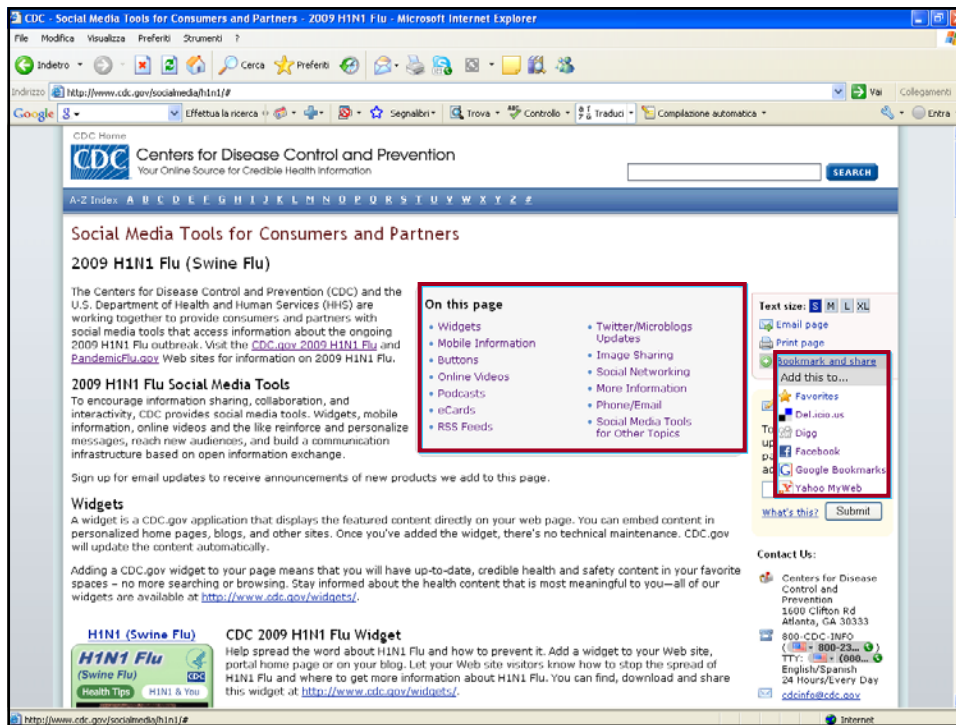 CDC - Social Media Tools for Consumers and Partners - 2009 H1N1 Flu - Microsoft Internet Explorer
File Modifica Visualizza Preferiti Strumenti ?
Indietro Cerca Preferiti
Indirizzo http://www.cdc.gov/socialmedia/h1n1/# Vai Collegamenti
Google Effettua la ricerca Segnalibri Trova Controllo Traduci Compilazione automatica Entra
CDC Home
CDC Centers for Disease Control and Prevention
Your Online Source for Credible Health Information
SEARCH
A-Z Index A B C D E F G H I J K L M N O P Q R S T U V W X Y Z #
Social Media Tools for Consumers and Partners
2009 H1N1 Flu (Swine Flu)
The Centers for Disease Control and Prevention (CDC) and the
U.S. Department of Health and Human Services (HHS) are
working together to provide consumers and partners with
social media tools that access information about the ongoing
2009 H1N1 Flu outbreak. Visit the CDC.gov 2009 H1N1 Flu and
PandemicFlu.gov Web sites for information on 2009 H1N1 Flu.
2009 H1N1 Flu Social Media Tools
To encourage information sharing, collaboration, and
interactivity, CDC provides social media tools. Widgets, mobile
information, online videos and the like reinforce and personalize
messages, reach new audiences, and build a communication
infrastructure based on open information exchange.
Sign up for email updates to receive announcements of new products we add to this page.
On this page
• Widgets
• Mobile Information
• Buttons
• Online Videos
• Podcasts
• eCards
• RSS Feeds
• Twitter/Microblogs
Updates
• Image Sharing
• Social Networking
• More Information
• Phone/Email
• Social Media Tools
for Other Topics
Text size: S M L XL
Email page
Print page
Bookmark and share
Add this to...
Favorites
Del.icio.us
Digg
Facebook
Google Bookmarks
Yahoo MyWeb
What's this? Submit
Widgets
A widget is a CDC.gov application that displays the featured content directly on your web page. You can embed content in
personalized home pages, blogs, and other sites. Once you've added the widget, there's no technical maintenance. CDC.gov
will update the content automatically.
Adding a CDC.gov widget to your page means that you will have up-to-date, credible health and safety content in your favorite
spaces – no more searching or browsing. Stay informed about the health content that is most meaningful to you—all of our
widgets are available at http://www.cdc.gov/widgets/.
H1N1 (Swine Flu)
H1N1 Flu
(Swine Flu)
CDC
Health Tips H1N1 & You
CDC 2009 H1N1 Flu Widget
Help spread the word about H1N1 Flu and how to prevent it. Add a widget to your Web site,
portal home page or on your blog. Let your Web site visitors know how to stop the spread of
H1N1 Flu and where to get more information about H1N1 Flu. You can find, download and share
this widget at http://www.cdc.gov/widgets/.
Contact Us:
Centers for Disease
Control and
Prevention
1600 Clifton Rd
Atlanta, GA 30333
800-CDC-INFO
( 800-23...
TTY: (000...
English/Spanish
24 Hours/Every Day
cdcinfo@cdc.gov
http://www.cdc.gov/socialmedia/h1n1/# Internet